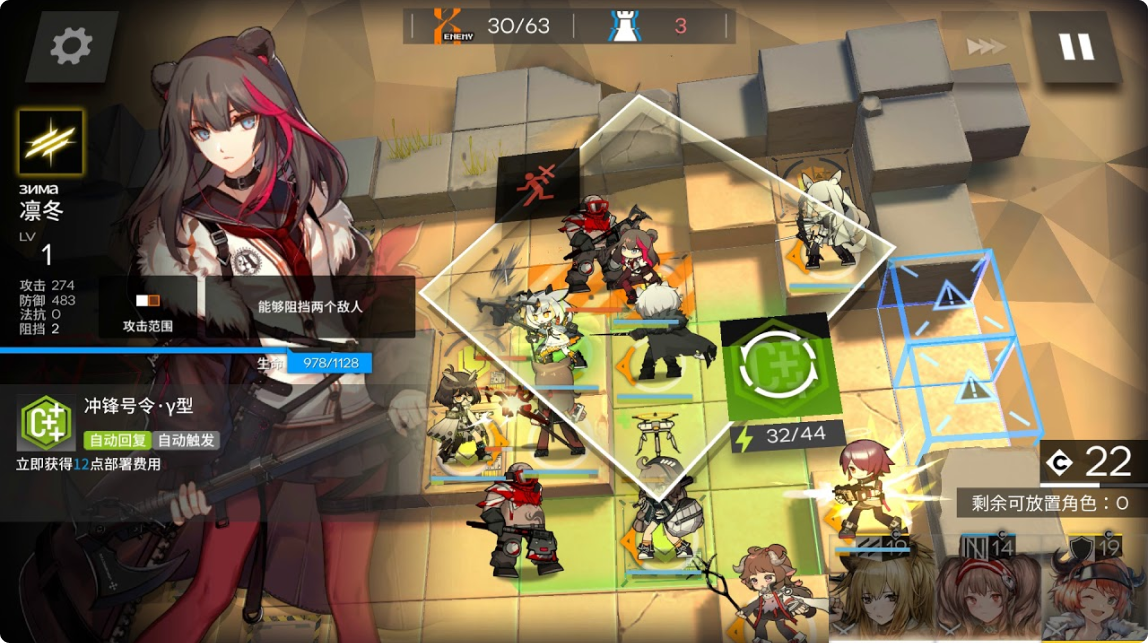 ENEMY 30/63 3
ЗИМА
凛冬
LV
1
攻击 274
防御 483
法抗 0
阻挡 2
攻击范围
能够阻挡两个敌人
生命 978/1128
C++
冲锋号令·γ型
自动回复 自动触发
立即获得12点部署费用
C++
32/44
C 22
剩余可放置角色：0
19 14 19